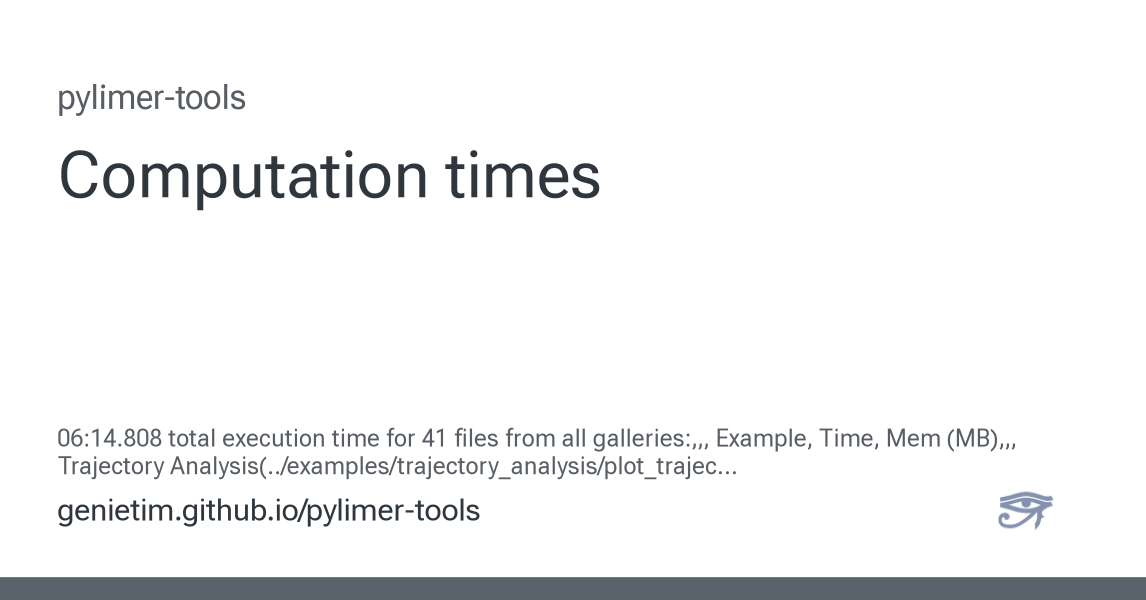 pylimer-tools
Computation times
06:14.808 total execution time for 41 files from all galleries:,,, Example, Time, Mem (MB),,,
Trajectory Analysis(../examples/trajectory_analysis/plot_trajec...
genietim.github.io/pylimer-tools